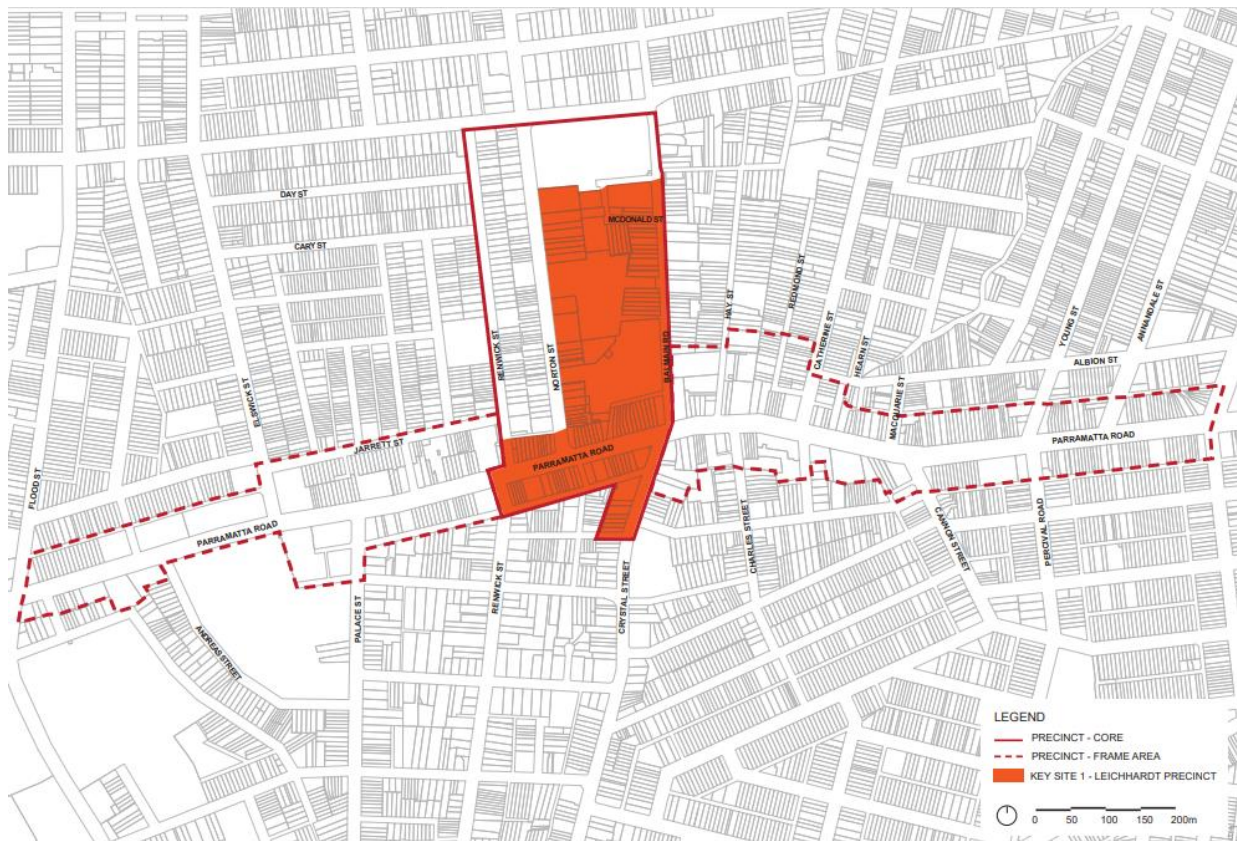 DAY ST
MCDONALD ST
CARY ST
HAY ST
REDMOND ST
YOUNG ST
ANNANDALE ST
RENWICK ST
NORTON ST
BALMAIN RD
CATHERINE ST
HEARN ST
ALBION ST
ELSWICK ST
MACQUARIE ST
JARRETT ST
PARRAMATTA ROAD
PARRAMATTA ROAD
FLOOD ST
PARRAMATTA ROAD
CHARLES STREET
CANNON STREET
PERCIVAL ROAD
RENWICK ST
CRYSTAL STREET
PALACE ST
ANDREAS STREET
LEGEND
PRECINCT - CORE
PRECINCT - FRAME AREA
KEY SITE 1 - LEICHHARDT PRECINCT
0 50 100 150 200m